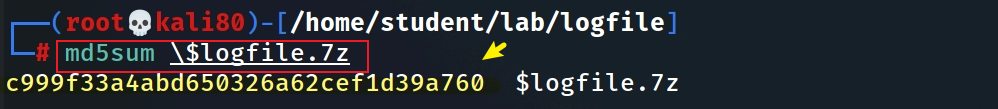 ┌──(root💀kali80)-[/home/student/lab/logfile]
└─# md5sum \$logfile.7z
c999f33a4abd650326a62cef1d39a760  $logfile.7z